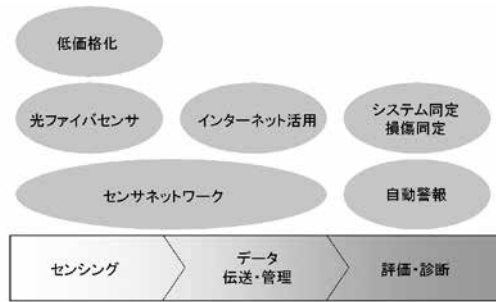 低価格化
光ファイバセンサ
インターネット活用
システム同定
損傷同定
センサネットワーク
自動警報
センシング
データ
伝送・管理
評価・診断